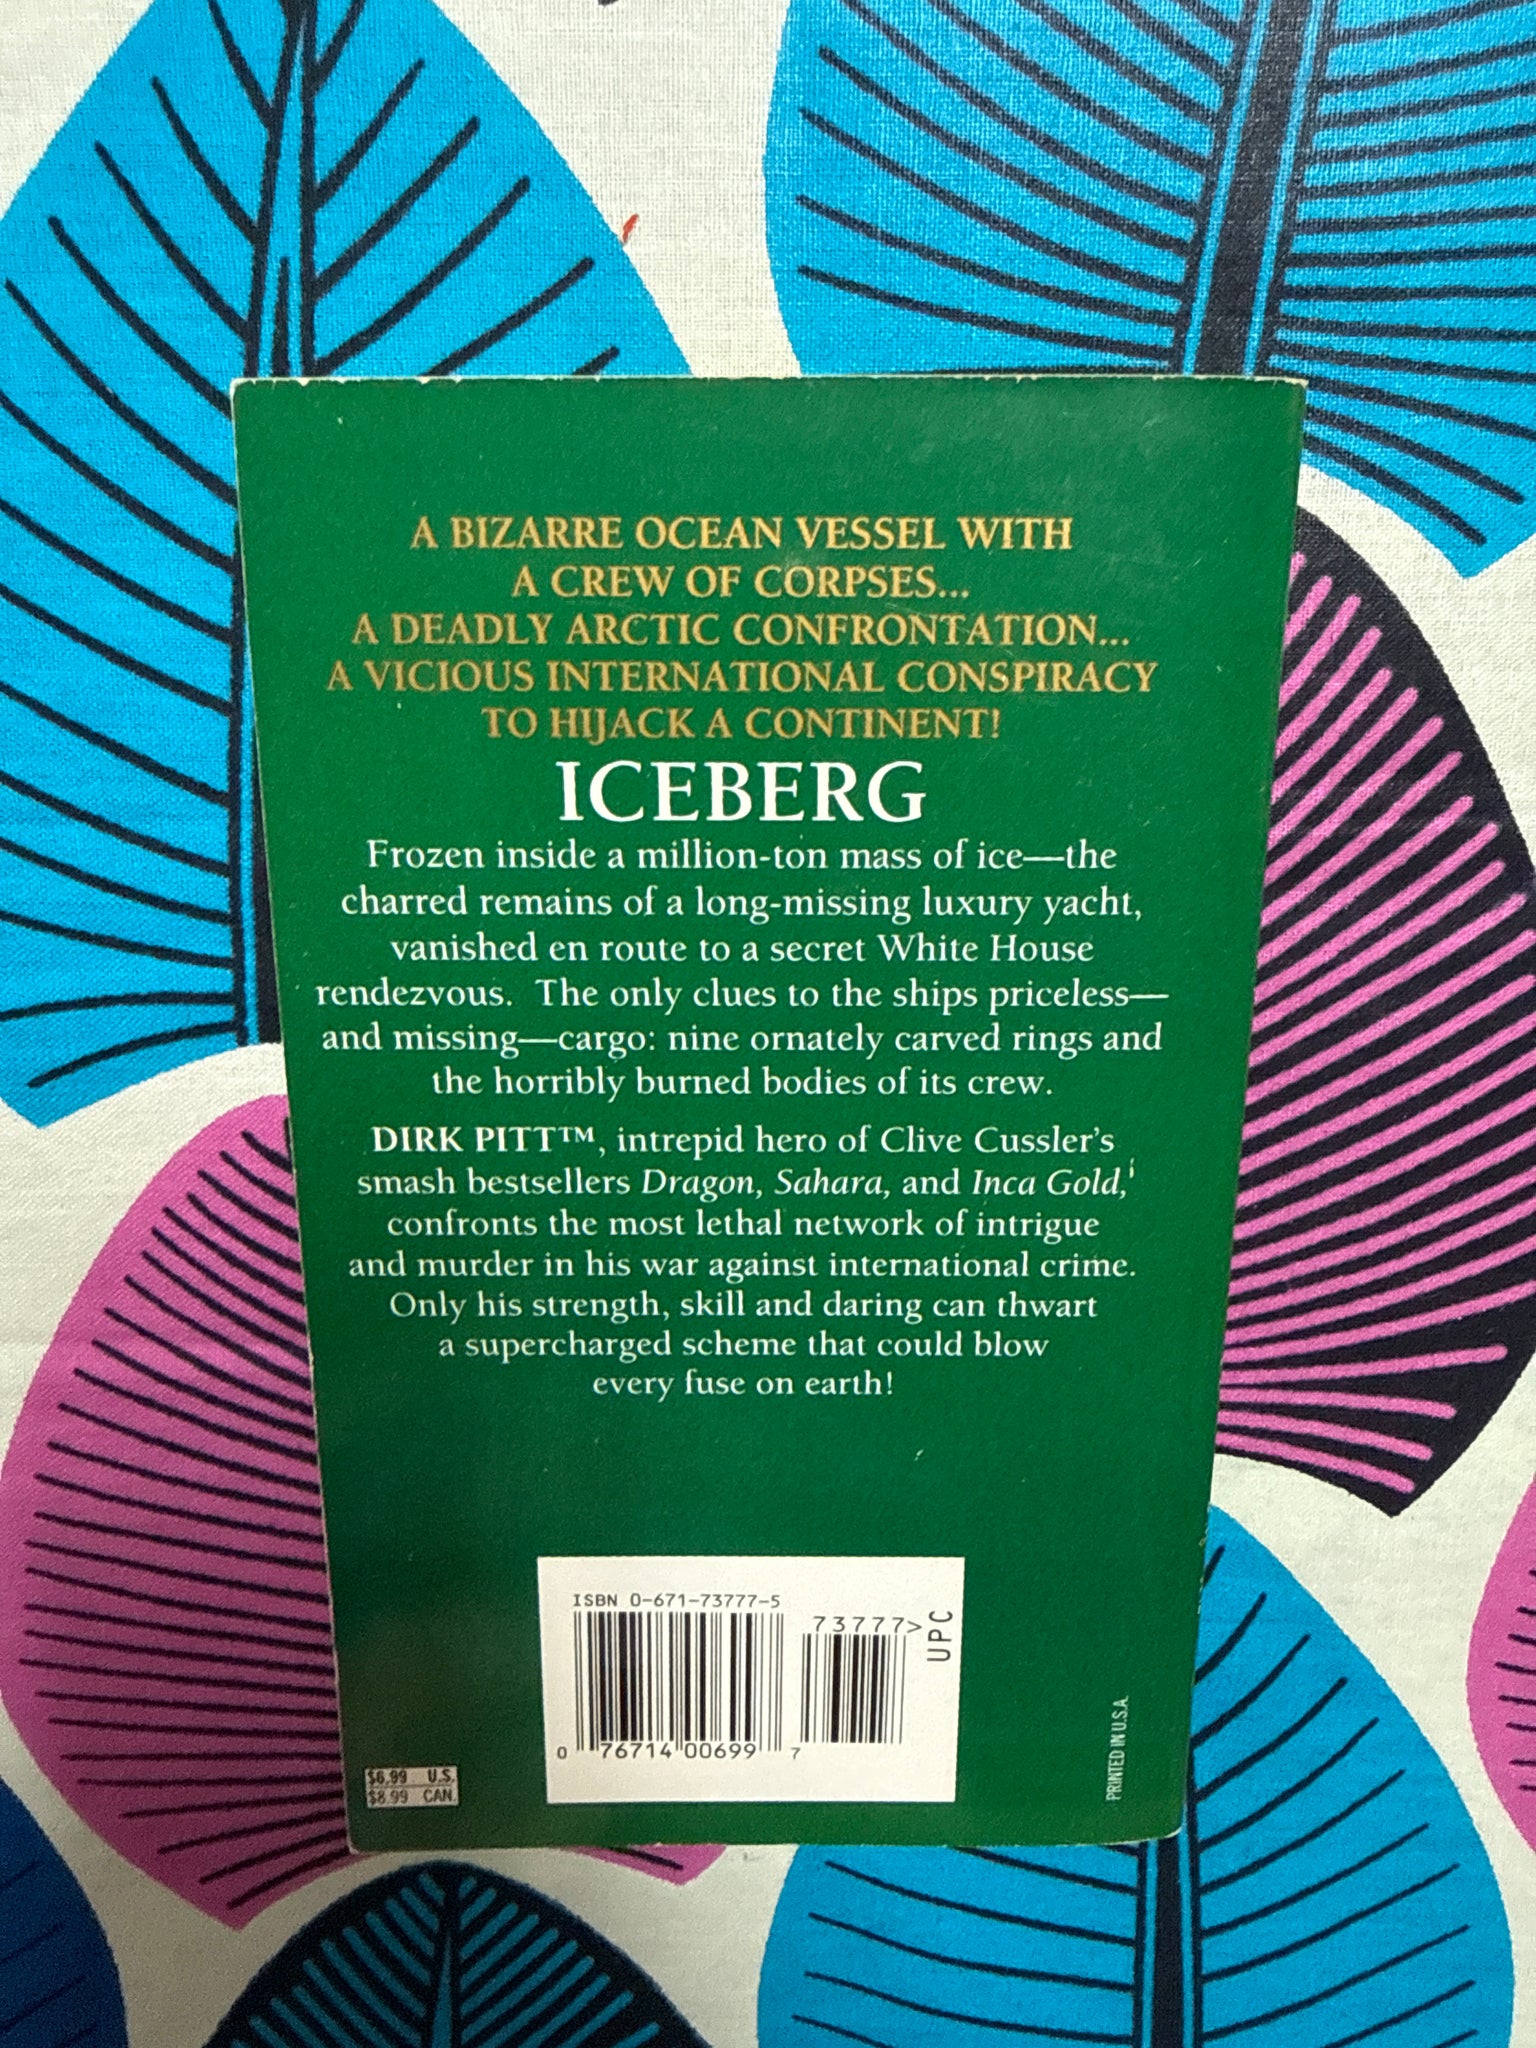 A BIZARRE OCEAN VESSEL WITH
A CREW OF CORPSES...
A DEADLY ARCTIC CONFRONTATION...
A VICIOUS INTERNATIONAL CONSPIRACY
TO HIJACK A CONTINENT!
ICEBERG
Frozen inside a million-ton mass of ice—the
charred remains of a long-missing luxury yacht,
vanished en route to a secret White House
rendezvous. The only clues to the ships priceless—
and missing—cargo: nine ornately carved rings and
the horribly burned bodies of its crew.
DIRK PITT™, intrepid hero of Clive Cussler's
smash bestsellers Dragon, Sahara, and Inca Gold,
confronts the most lethal network of intrigue
and murder in his war against international crime.
Only his strength, skill and daring can thwart
a supercharged scheme that could blow
every fuse on earth!
ISBN 0-671-73777-5
73777>
UPC
0 76714 00699 7
$6.99 U.S.
$8.99 CAN.
PRINTED IN U.S.A.